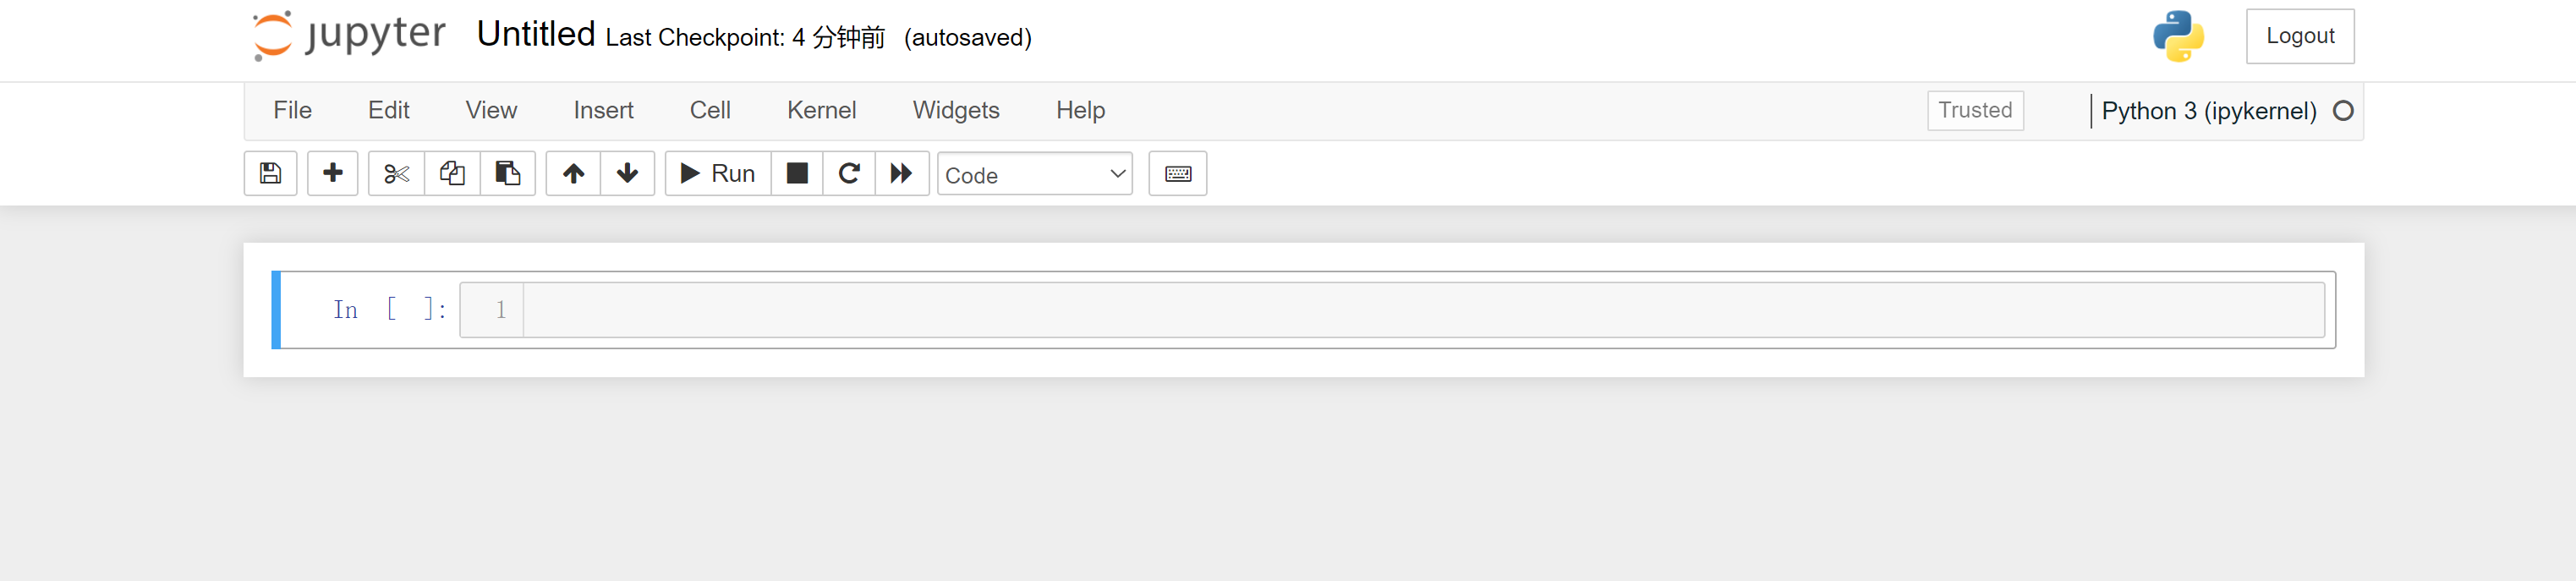 jupyter Untitled Last Checkpoint: 4 分钟前 (autosaved) Logout
File Edit View Insert Cell Kernel Widgets Help Trusted Python 3 (ipykernel)
Run Code
In [ ]: 1